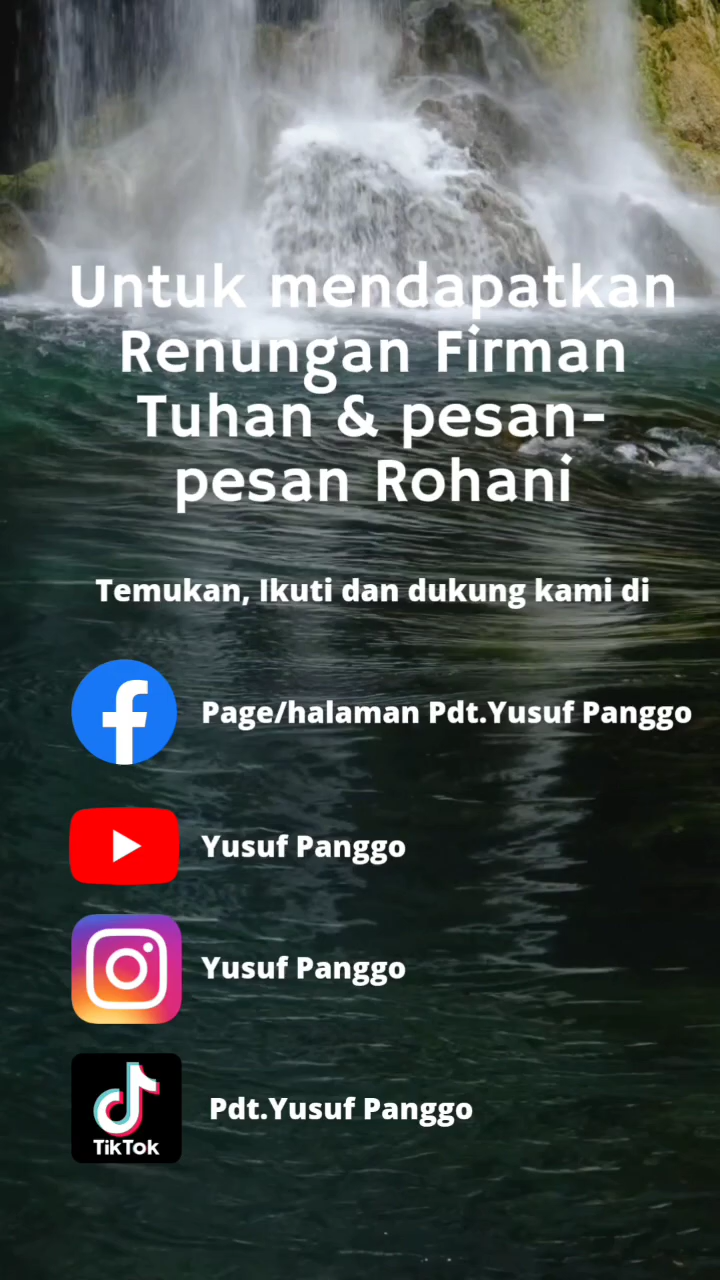 Untuk mendapatkan
Renungan Firman
Tuhan & pesan-
pesan Rohani
Temukan, Ikuti dan dukung kami di
Page/halaman Pdt.Yusuf Panggo
Yusuf Panggo
Yusuf Panggo
Pdt.Yusuf Panggo
TikTok